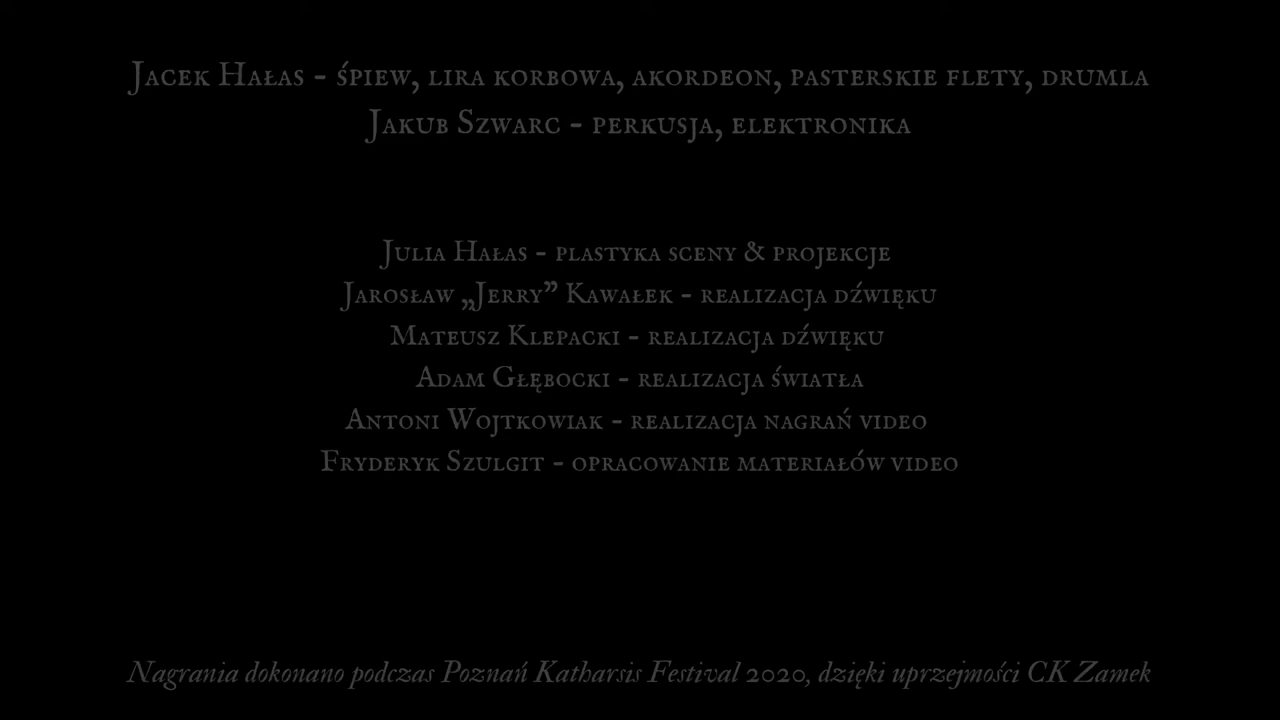 Jacek Hałas - śpiew, lira korbowa, akordeon, pasterskie flety, drumla
Jakub Szwarc - perkusja, elektronika
Julia Hałas - plastyka sceny & projekcje
Jarosław „Jerry” Kawałek - realizacja dźwięku
Mateusz Klepacki - realizacja dźwięku
Adam Głębocki - realizacja światła
Antoni Wojtkowiak - realizacja nagrań video
Fryderyk Szulgit - opracowanie materiałów video
Nagrania dokonano podczas Poznań Katharsis Festival 2020, dzięki uprzejmości CK Zamek